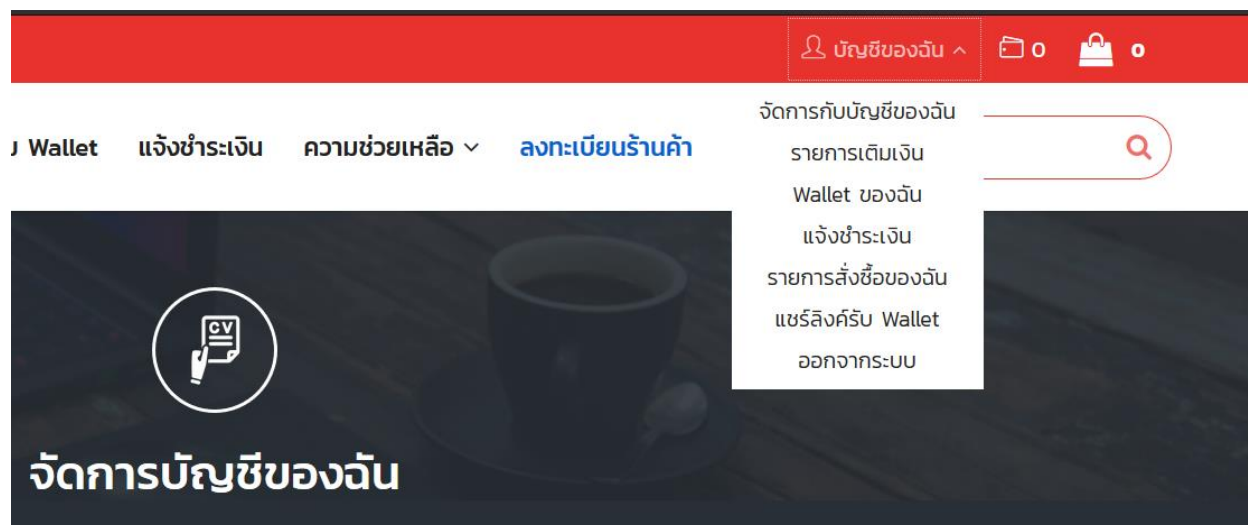 บัญชีของฉัน 0 0
Wallet แจ้งชำระเงิน ความช่วยเหลือ ลงทะเบียนร้านค้า
จัดการกับบัญชีของฉัน
รายการเติมเงิน
Wallet ของฉัน
แจ้งชำระเงิน
รายการสั่งซื้อของฉัน
แชร์ลิงค์รับ Wallet
ออกจากระบบ
CV
จัดการบัญชีของฉัน